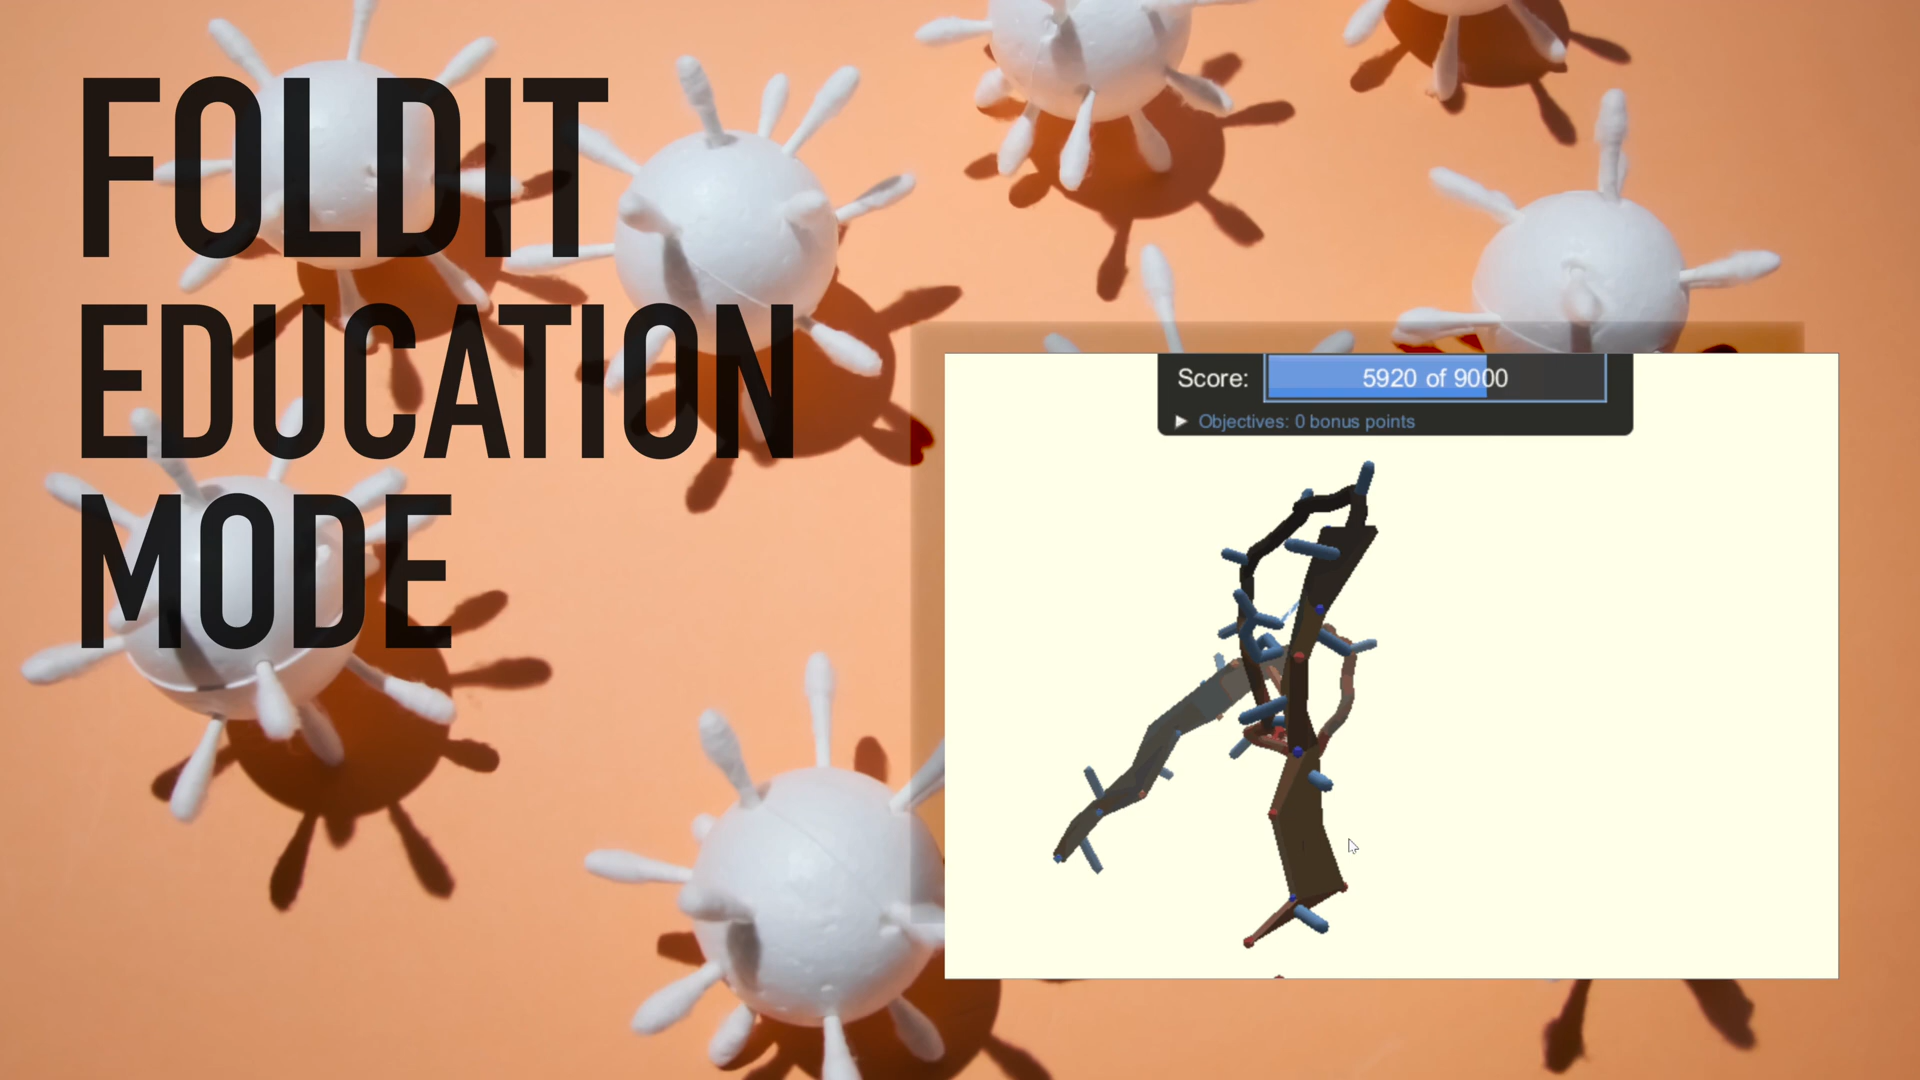 FOLDIT
EDUCATION
MODE
Score: 5920 of 9000
Objectives: 0 bonus points